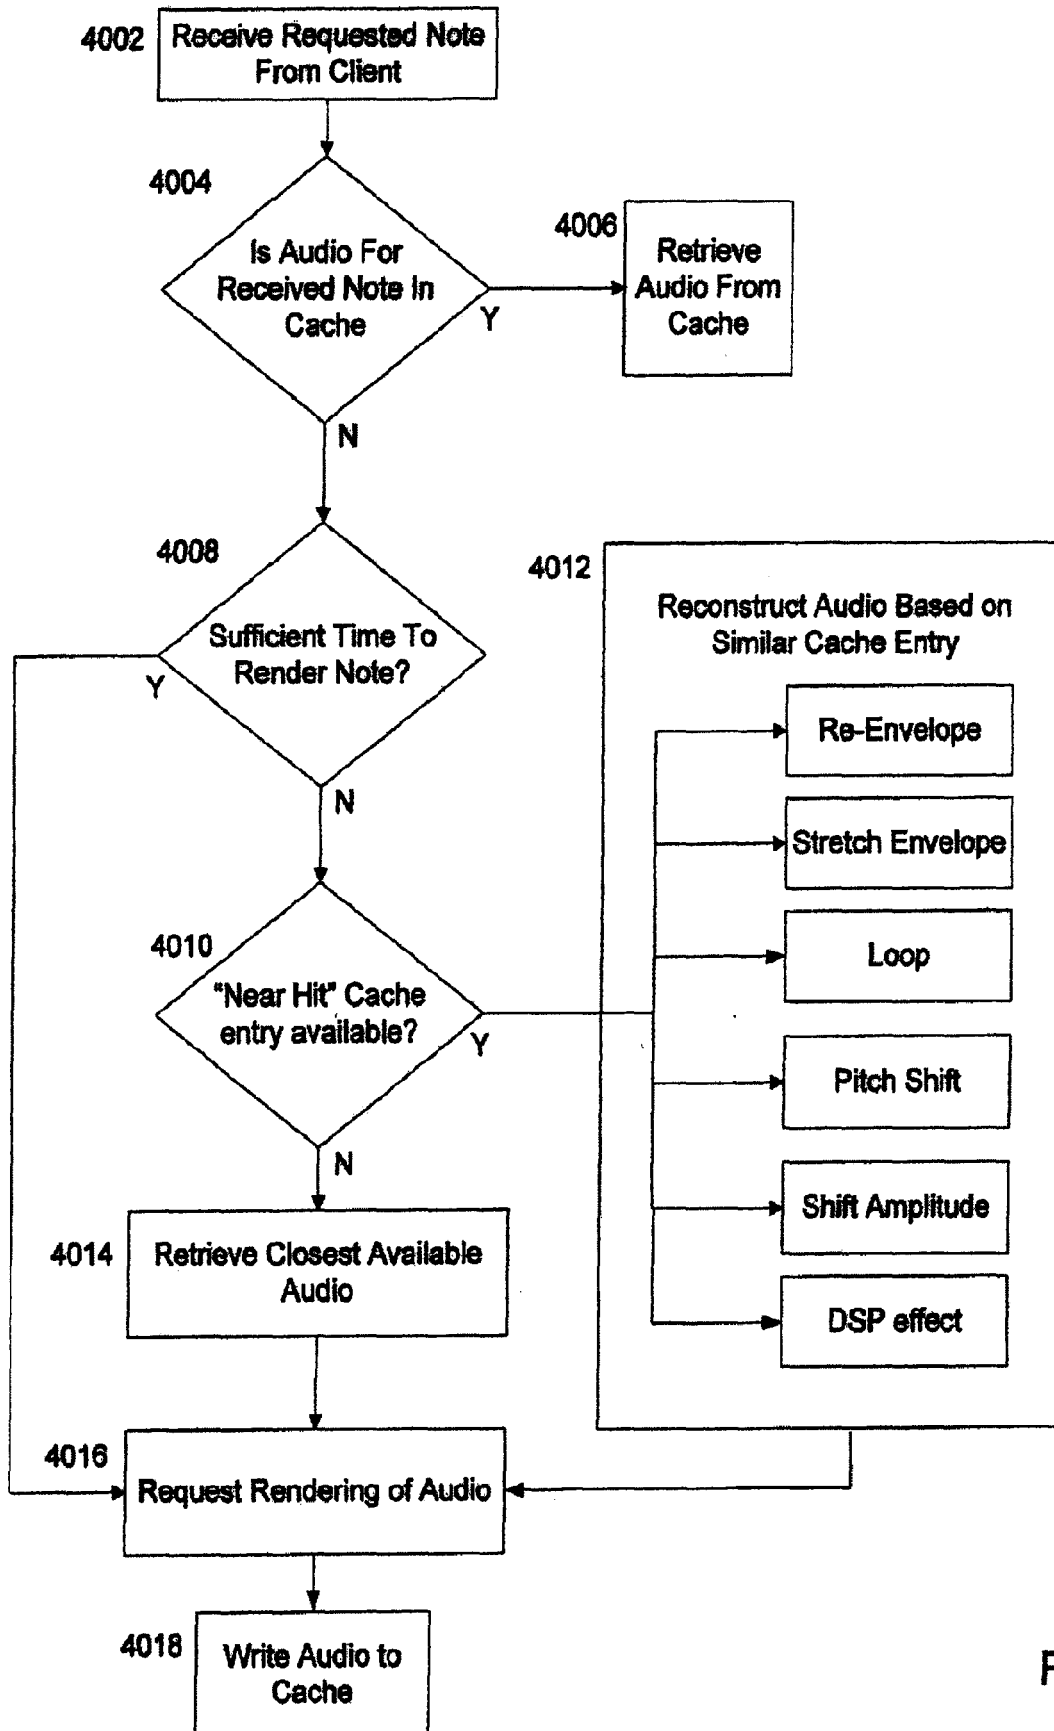 4002
Receive Requested Note
From Client
4004
Is Audio For
Received Note In
Cache
Y
N
4006
Retrieve
Audio From
Cache
4008
Sufficient Time To
Render Note?
Y
N
4010
"Near Hit" Cache
entry available?
Y
N
4012
Reconstruct Audio Based on
Similar Cache Entry
Re-Envelope
Stretch Envelope
Loop
Pitch Shift
Shift Amplitude
DSP effect
4014
Retrieve Closest Available
Audio
4016
Request Rendering of Audio
4018
Write Audio to
Cache
F